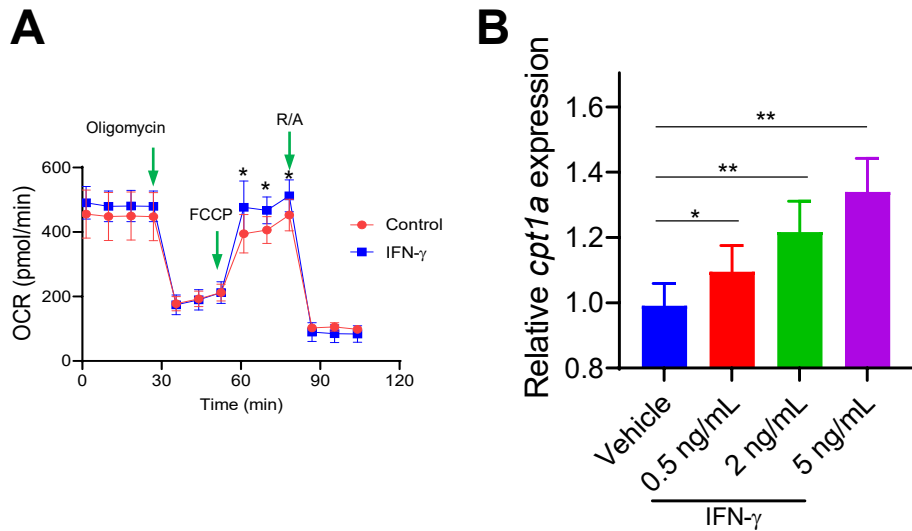 A
Oligomycin
R/A
FCCP
* * *
600
400
200
0
OCR (pmol/min)
0 30 60 90 120
Time (min)
Control
IFN-γ
B
Relative cpt1a expression
1.6
1.4
1.2
1.0
0.8
**
**
*
Vehicle
0.5 ng/mL
2 ng/mL
5 ng/mL
IFN-γ